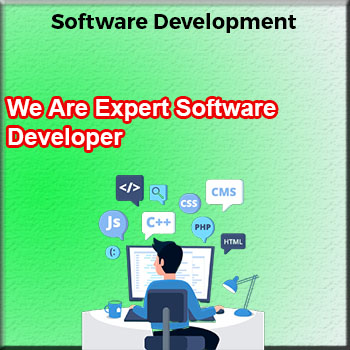 Software Development
We Are Expert Software
Developer
</>
CMS
CSS
Js
C++
PHP
HTML